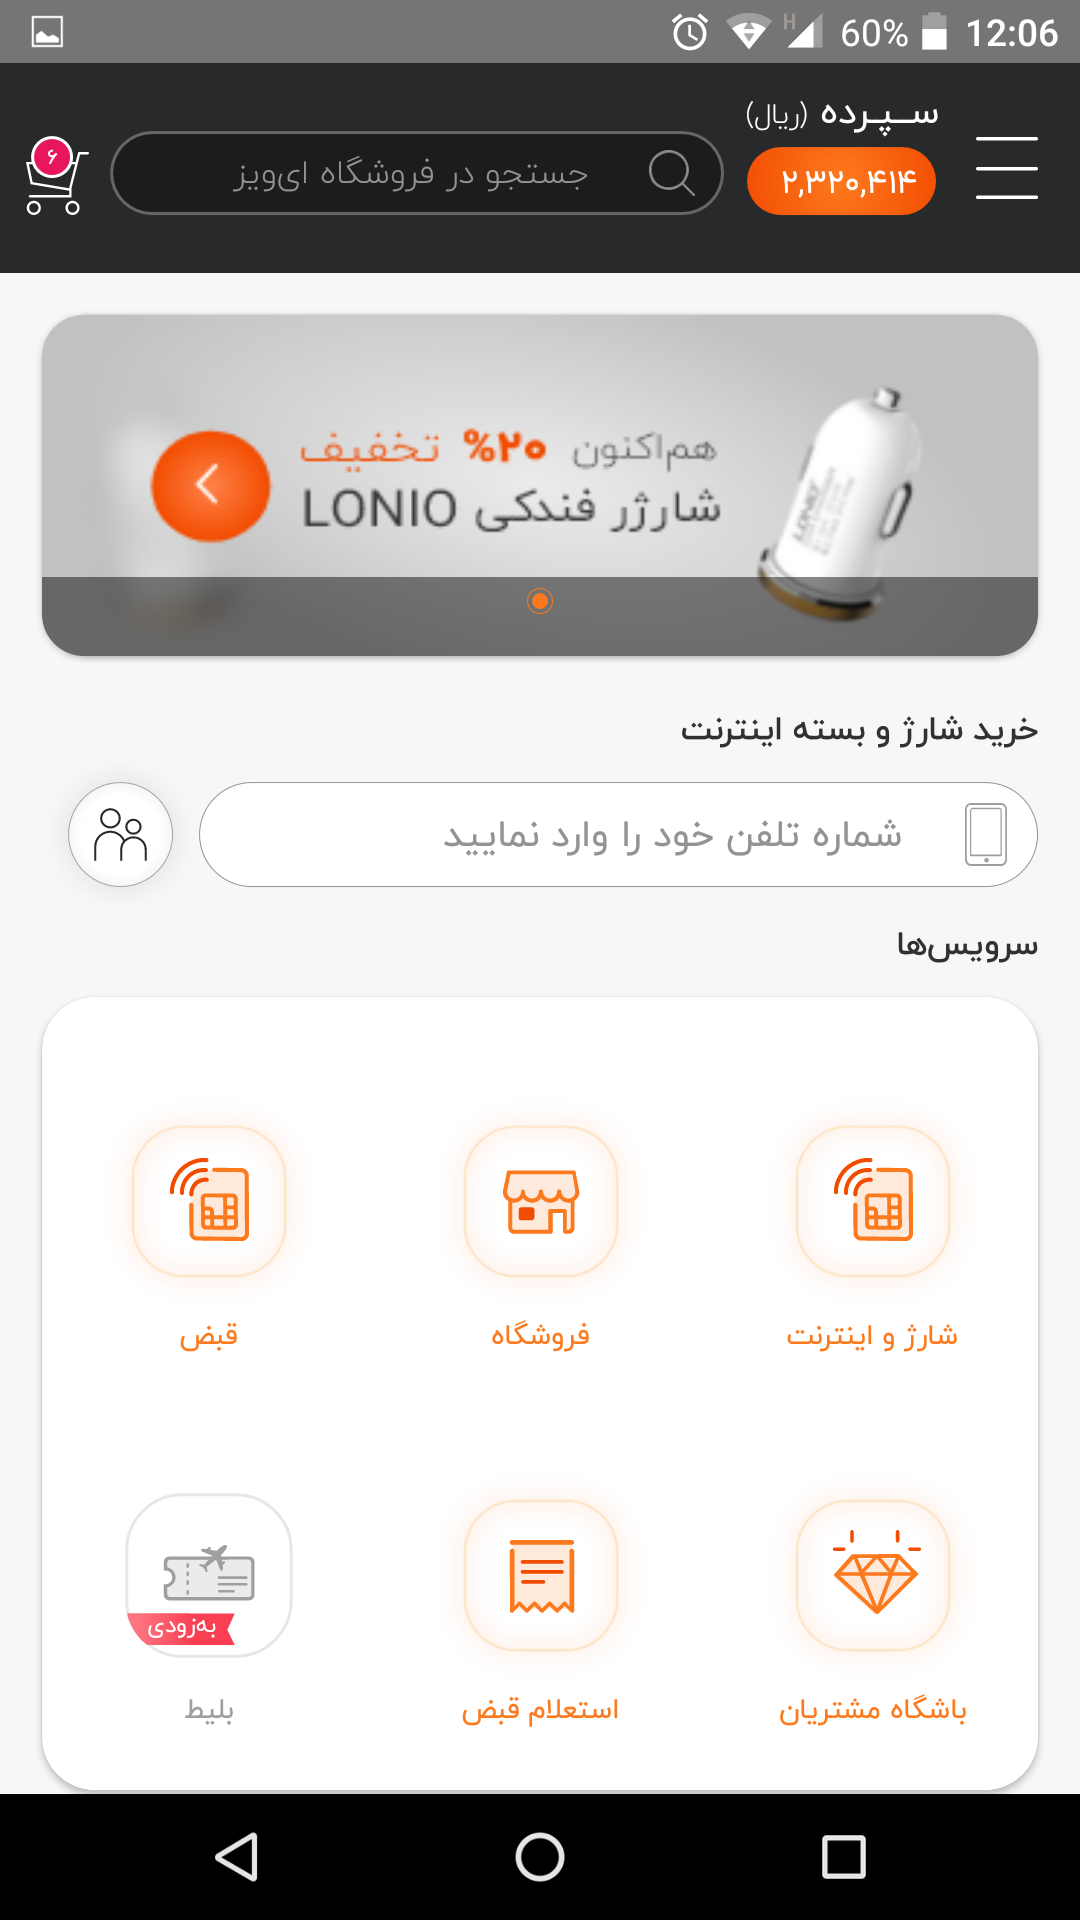 H 60% 12:06
سپرده (ریال)
۲,۳۲۰,۴۱۴
جستجو در فروشگاه ای‌ویز
۶
هم‌اکنون ۲۰% تخفیف
شارژر فندکی LONIO
LONIO
خرید شارژ و بسته اینترنت
شماره تلفن خود را وارد نمایید
سرویس‌ها
شارژ و اینترنت
فروشگاه
قبض
به‌زودی
باشگاه مشتریان
استعلام قبض
بلیط